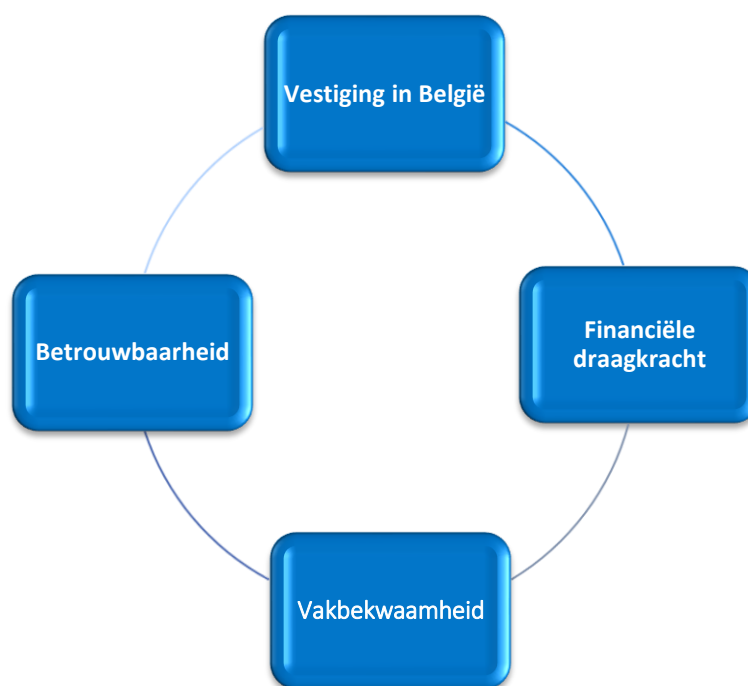 Vestiging in België
Betrouwbaarheid
Financiële
draagkracht
Vakbekwaamheid